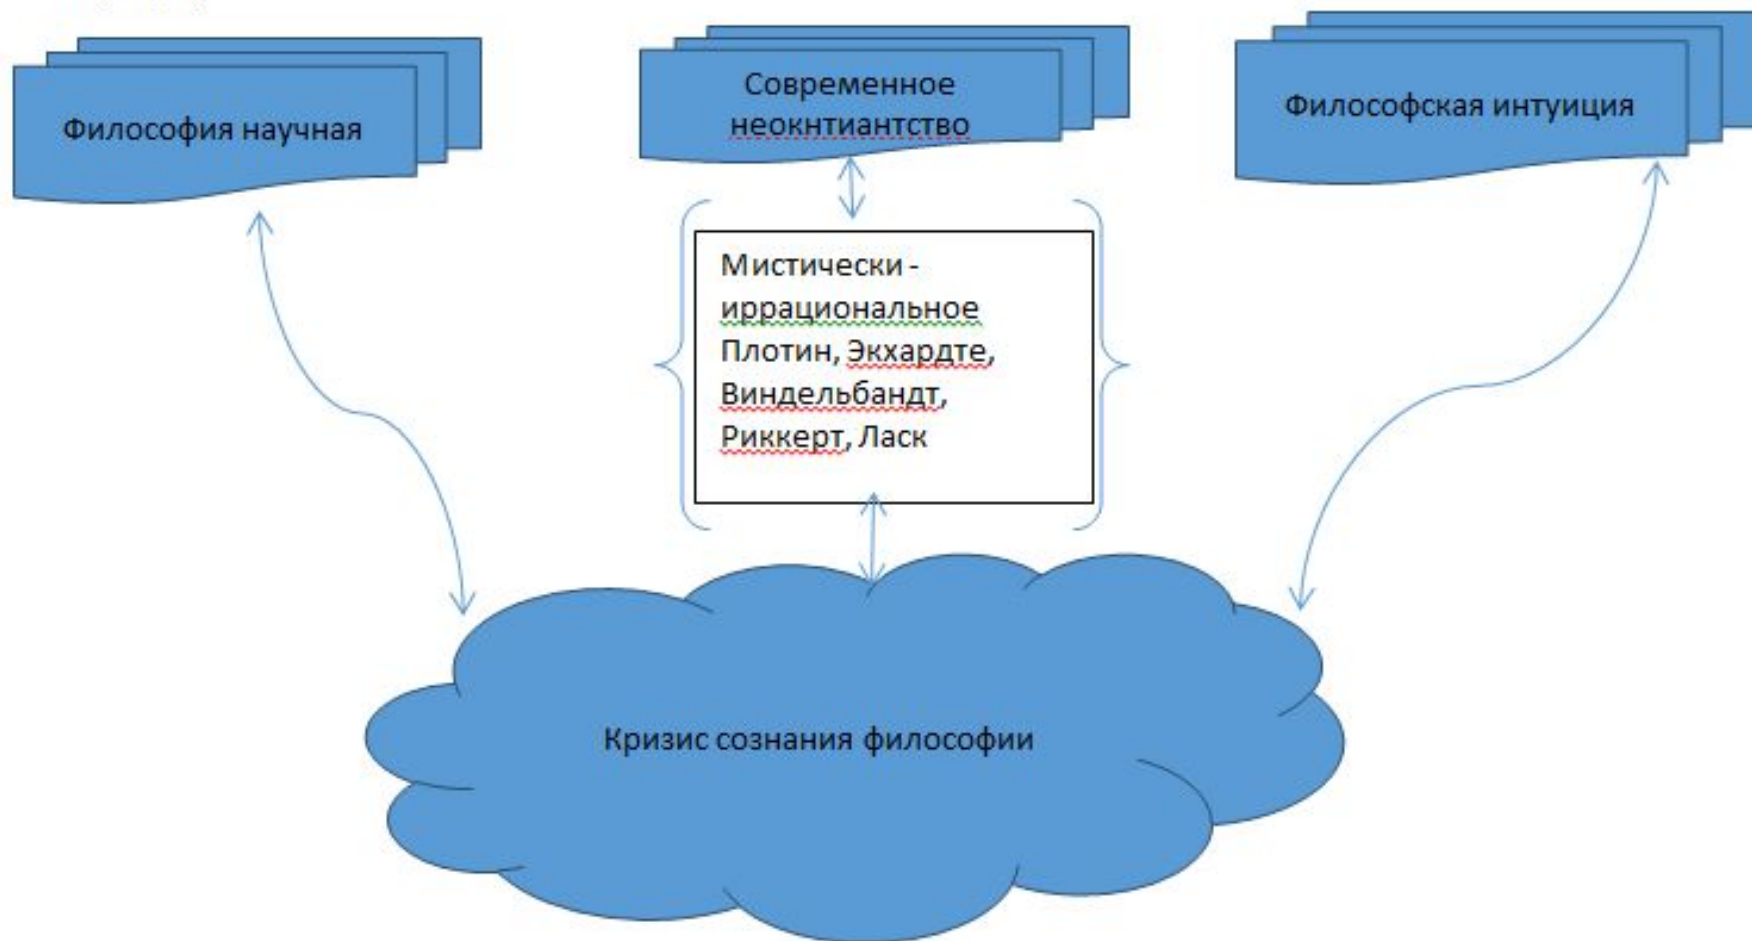 Философия научная
Современное
неокнтиантство
Философская интуиция
Мистически -
иррациональное
Плотин, Экхардте,
Виндельбандт,
Риккерт, Ласк
Кризис сознания философии